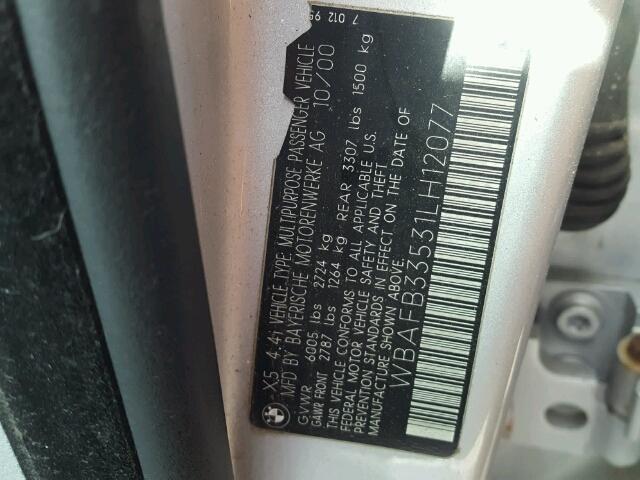 7 012 95
X5 4.4i VEHICLE TYPE: MULTIPURPOSE PASSENGER VEHICLE
MFD BY BAYERISCHE MOTORENWERKE AG 10/00
GVWR 6005 lbs 2724 kg
GAWR FRONT 2787 lbs 1264 kg REAR 3307 lbs 1500 kg
THIS VEHICLE CONFORMS TO ALL APPLICABLE U.S.
FEDERAL MOTOR VEHICLE SAFETY AND THEFT
PREVENTION STANDARDS IN EFFECT ON THE DATE OF
MANUFACTURE SHOWN ABOVE.
WBAFB33531LH12077